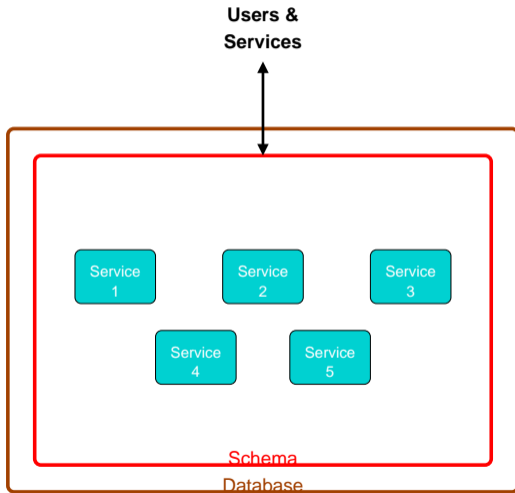 Users &
Services
Service
1
Service
2
Service
3
Service
4
Service
5
Schema
Database